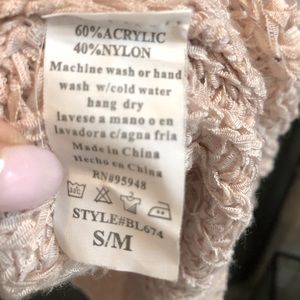 60%ACRYLIC
40%NYLON
Machine wash or hand
wash w/cold water
hang dry
lavese a mano o en
lavadora c/agna fria
Made in China
Hecho en China
RN#95948
STYLE#BL674
S/M